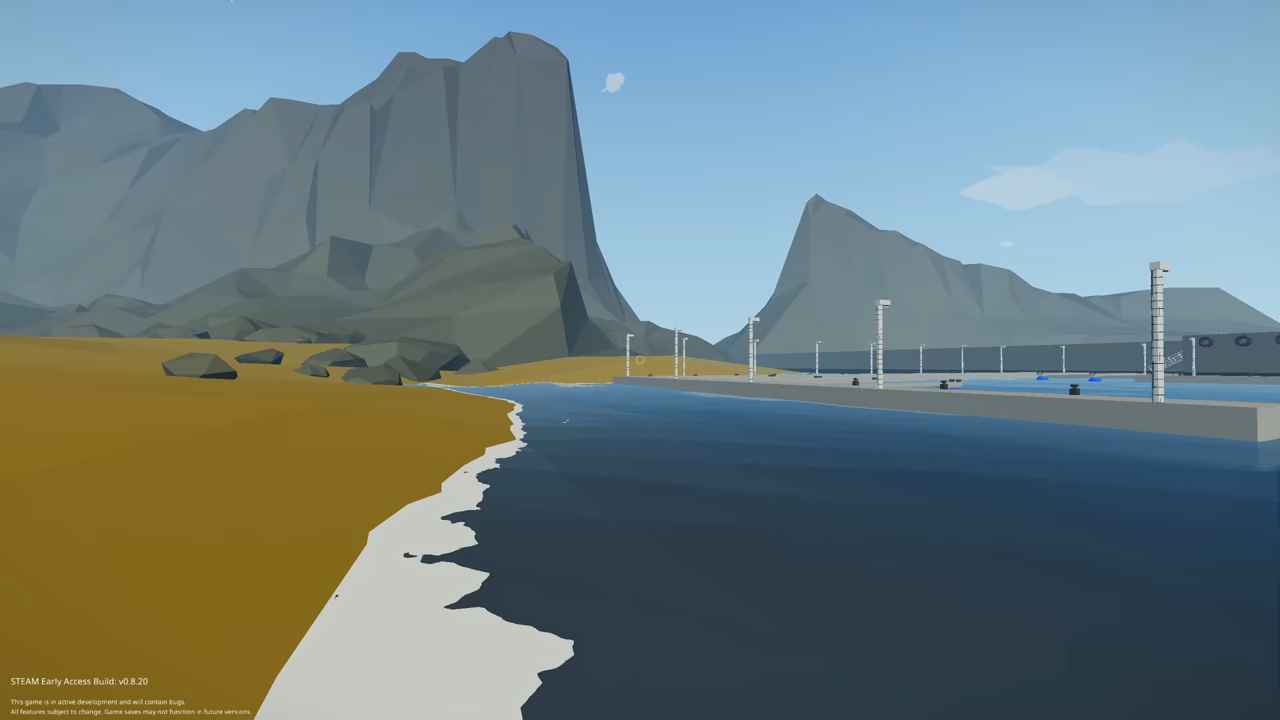 STEAM Early Access Build: v0.8.20
This game is in active development and will contain bugs.
All features subject to change. Game saves may not function in future versions.